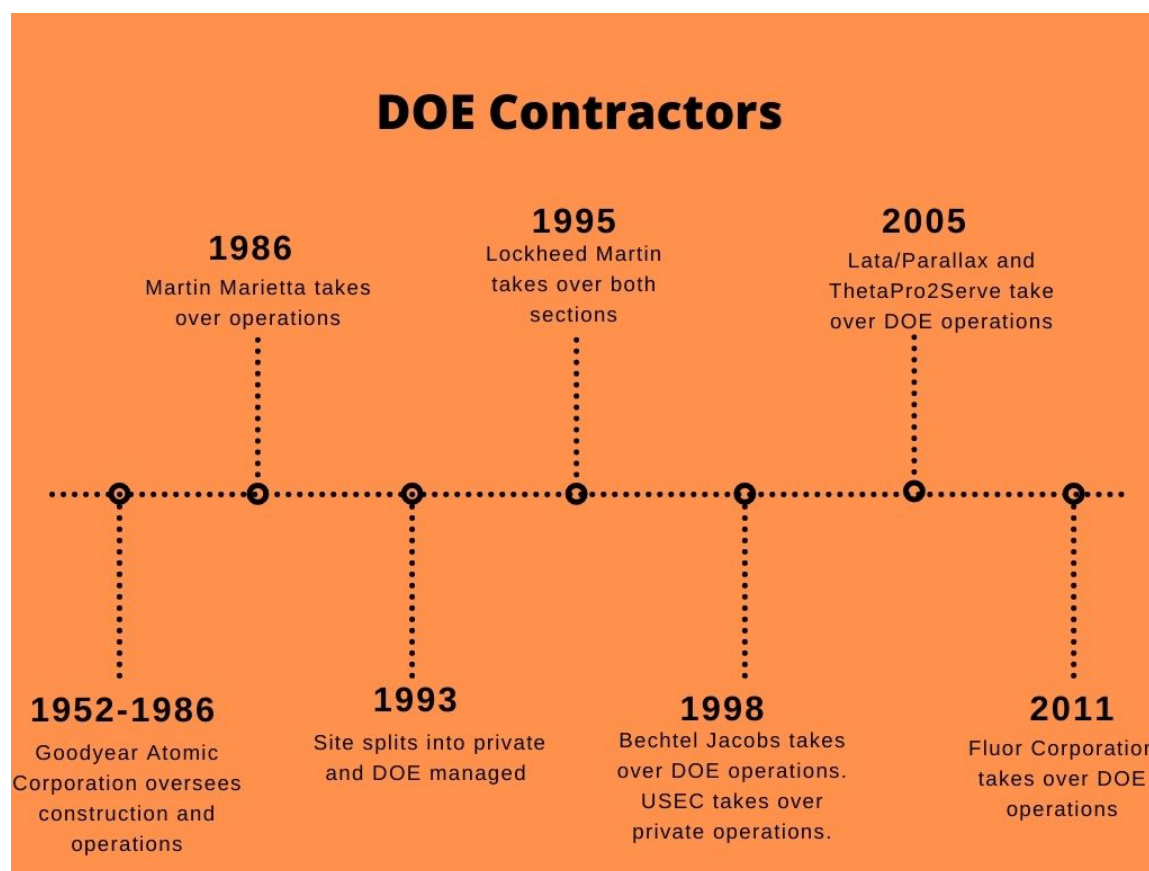 DOE Contractors
1986
Martin Marietta takes
over operations
1995
Lockheed Martin
takes over both
sections
2005
Lata/Parallax and
ThetaPro2Serve take
over DOE operations
1952-1986
Goodyear Atomic
Corporation oversees
construction and
operations
1993
Site splits into private
and DOE managed
1998
Bechtel Jacobs takes
over DOE operations.
USEC takes over
private operations.
2011
Fluor Corporation
takes over DOE
operations